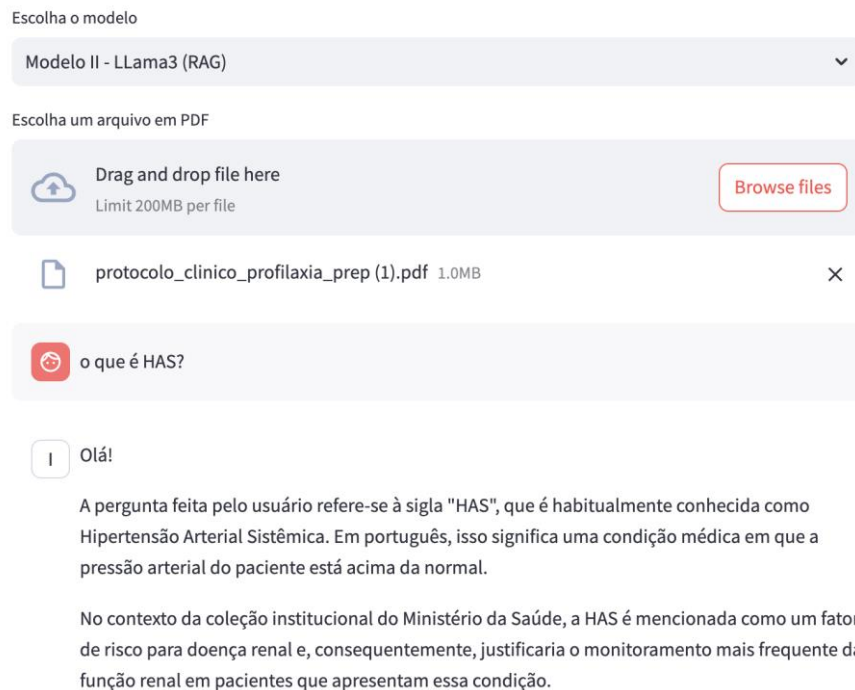 Escolha o modelo
Modelo II - LLama3 (RAG)
Escolha um arquivo em PDF
Drag and drop file here
Limit 200MB per file
Browse files
protocolo_clinico_profilaxia_prep (1).pdf 1.0MB
o que é HAS?
I
Olá!
A pergunta feita pelo usuário refere-se à sigla "HAS", que é habitualmente conhecida como
Hipertensão Arterial Sistêmica. Em português, isso significa uma condição médica em que a
pressão arterial do paciente está acima da normal.
No contexto da coleção institucional do Ministério da Saúde, a HAS é mencionada como um fator
de risco para doença renal e, consequentemente, justificaria o monitoramento mais frequente da
função renal em pacientes que apresentam essa condição.